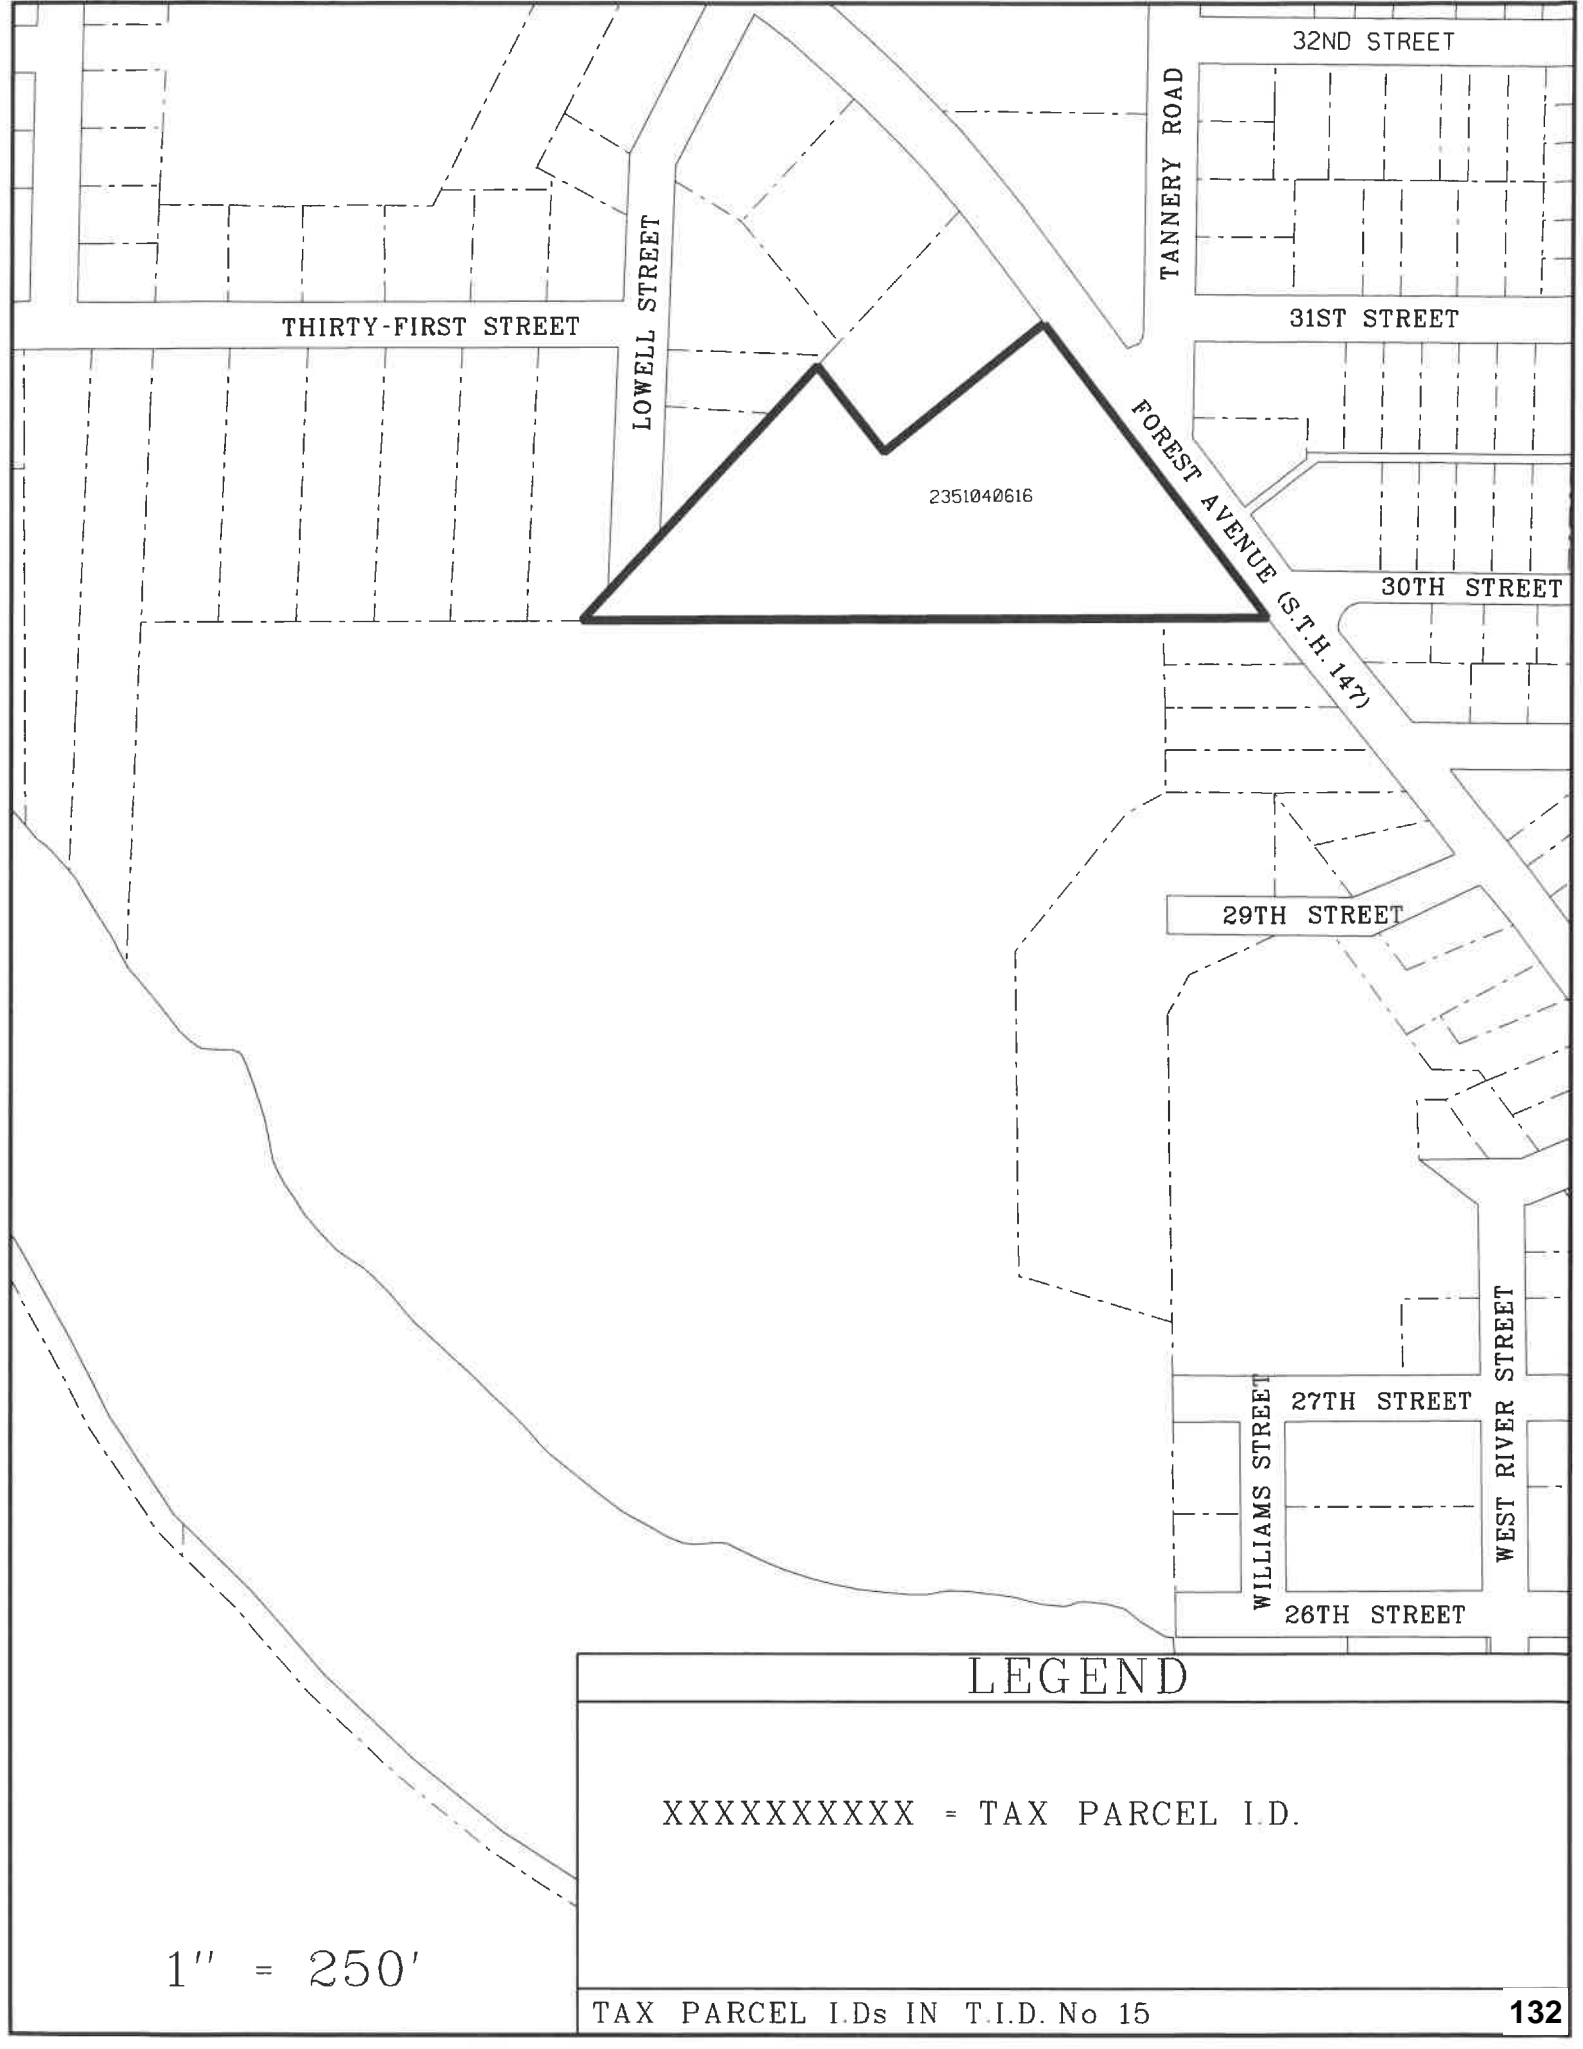 32ND STREET
TANNERY ROAD
LOWELL STREET
THIRTY-FIRST STREET
31ST STREET
FOREST AVENUE (S.T.H. 147)
2351040616
30TH STREET
29TH STREET
WEST RIVER STREET
WILLIAMS STREET
27TH STREET
26TH STREET
LEGEND
XXXXXXXXXX = TAX PARCEL I.D.
1" = 250'
TAX PARCEL I.Ds IN T.I.D. No 15
132